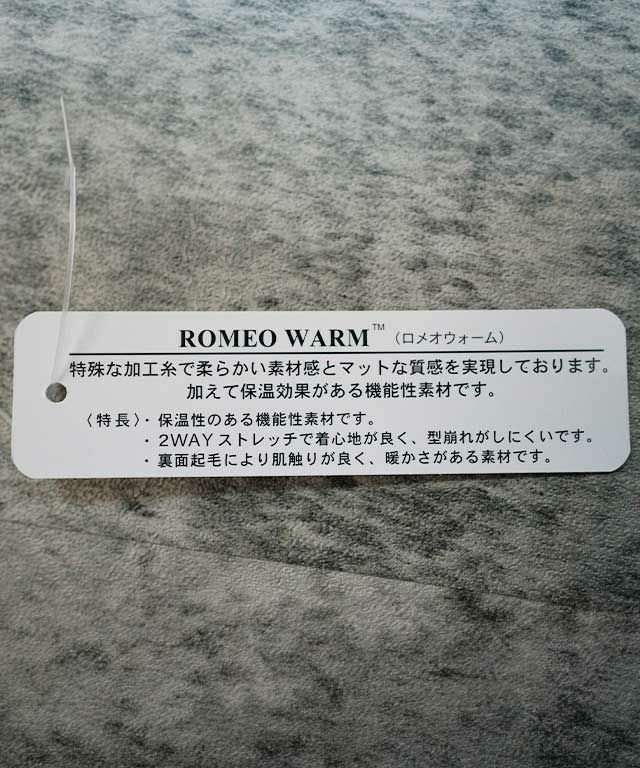 ROMEO WARM™（ロメオウォーム）
特殊な加工糸で柔らかい素材感とマットな質感を実現しております。
加えて保温効果がある機能性素材です。
〈特長〉・保温性のある機能性素材です。
・2WAYストレッチで着心地が良く、型崩れがしにくいです。
・裏面起毛により肌触りが良く、暖かさがある素材です。